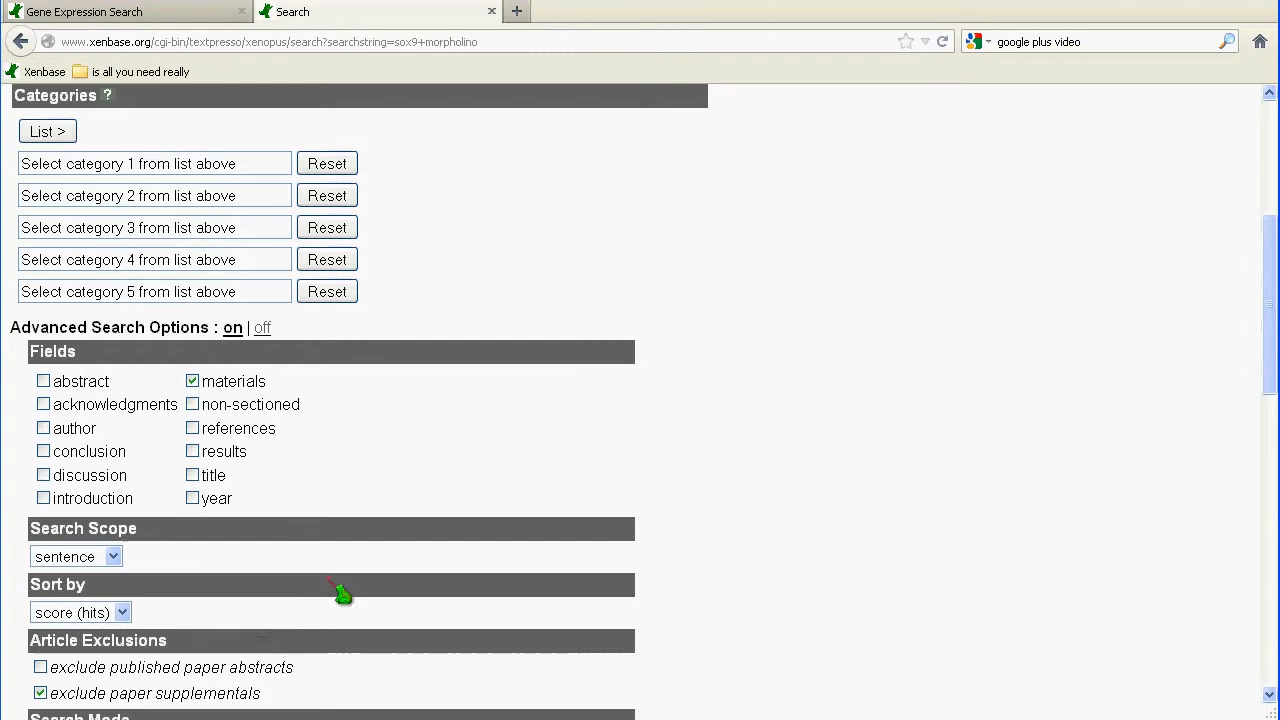 Gene Expression Search
Search
www.xenbase.org/cgi-bin/textpresso/xenopus/search?searchstring=sox9+morpholino
google plus video
Xenbase
is all you need really
Categories ?
List >
Select category 1 from list above Reset
Select category 2 from list above Reset
Select category 3 from list above Reset
Select category 4 from list above Reset
Select category 5 from list above Reset
Advanced Search Options : on | off
Fields
abstract materials
acknowledgments non-sectioned
author references
conclusion results
discussion title
introduction year
Search Scope
sentence
Sort by
score (hits)
Article Exclusions
exclude published paper abstracts
exclude paper supplementals
Search Mode